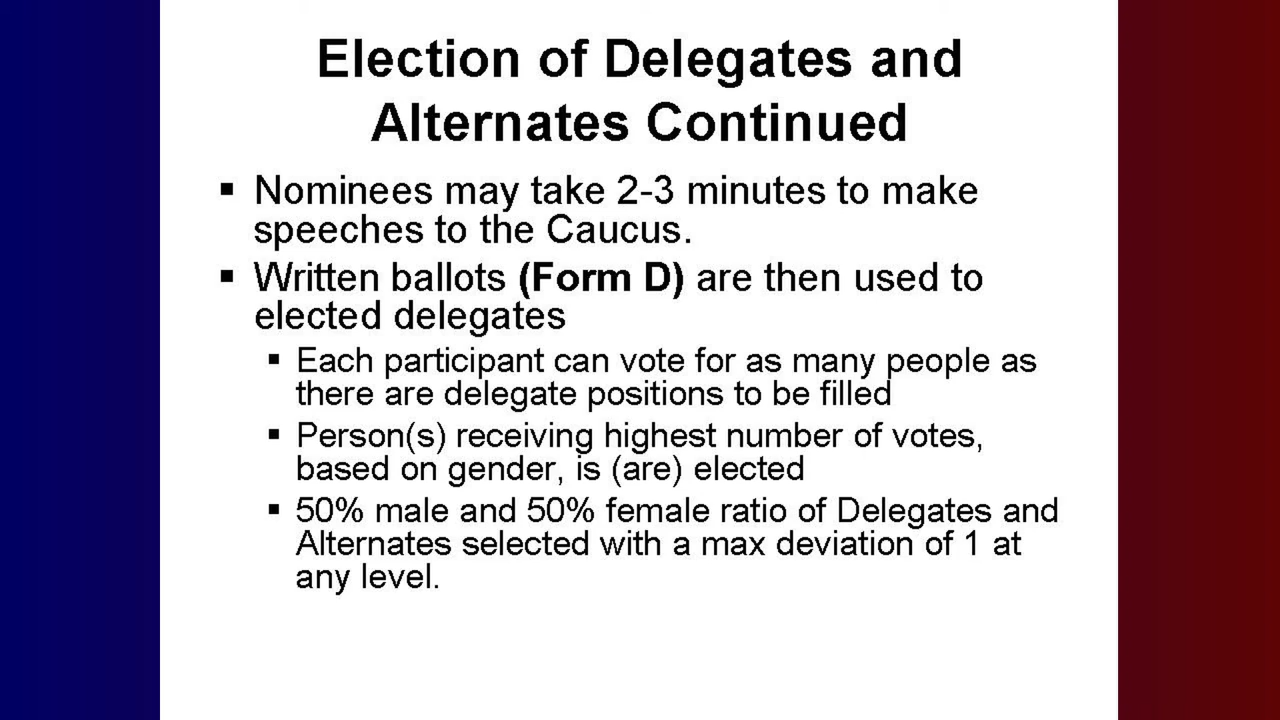 Election of Delegates and
Alternates Continued
▪ Nominees may take 2-3 minutes to make
speeches to the Caucus.
▪ Written ballots (Form D) are then used to
elected delegates
▪ Each participant can vote for as many people as
there are delegate positions to be filled
▪ Person(s) receiving highest number of votes,
based on gender, is (are) elected
▪ 50% male and 50% female ratio of Delegates and
Alternates selected with a max deviation of 1 at
any level.